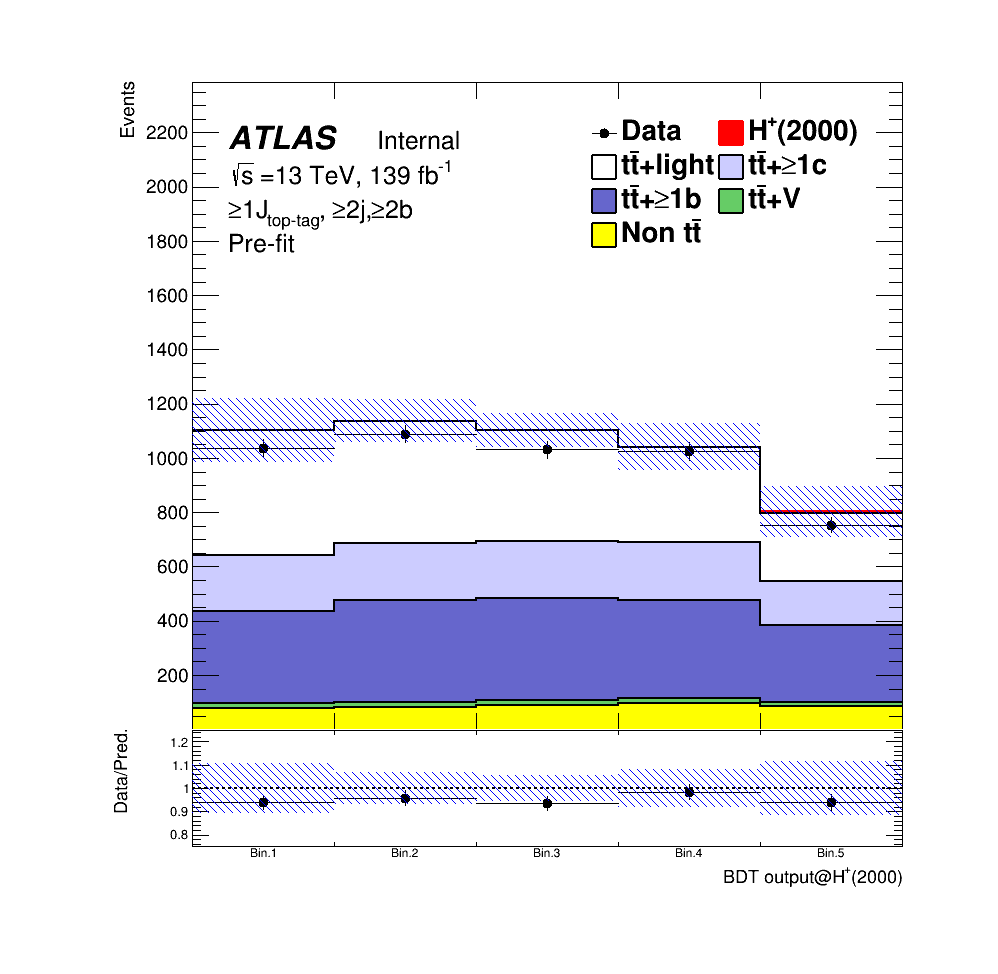 Events
2200
2000
1800
1600
1400
1200
1000
800
600
400
200
ATLAS Internal
√s =13 TeV, 139 fb⁻¹
≥1J_top-tag, ≥2j,≥2b
Pre-fit
Data H⁺(2000)
tt̄+light tt̄+≥1c
tt̄+≥1b tt̄+V
Non tt̄
Data/Pred.
1.2
1.1
1
0.9
0.8
Bin.1 Bin.2 Bin.3 Bin.4 Bin.5
BDT output@H⁺(2000)